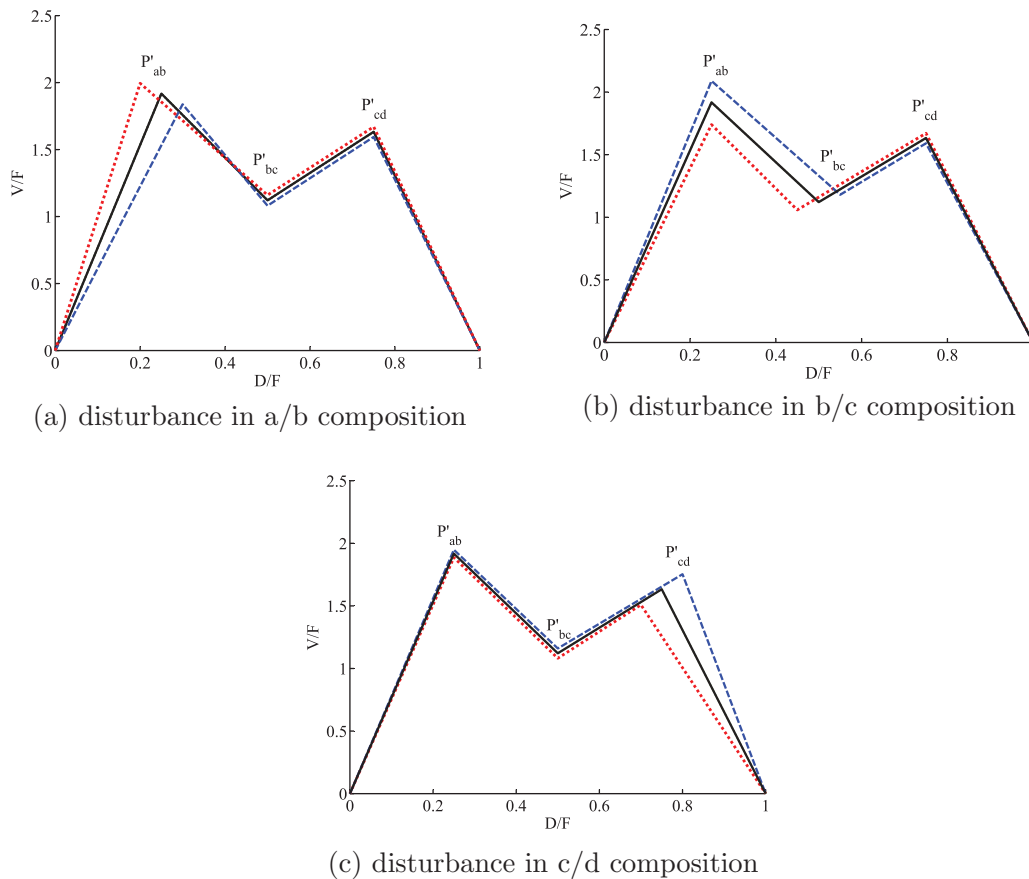 2.5
2
1.5
1
0.5
0
V/F
P'ab
P'bc
P'cd
0 0.2 0.4 0.6 0.8 1
D/F
(a) disturbance in a/b composition
2.5
2
1.5
1
0.5
0
V/F
P'ab
P'bc
P'cd
0 0.2 0.4 0.6 0.8
D/F
(b) disturbance in b/c composition
2.5
2
1.5
1
0.5
0
V/F
P'ab
P'bc
P'cd
0 0.2 0.4 0.6 0.8 1
D/F
(c) disturbance in c/d composition